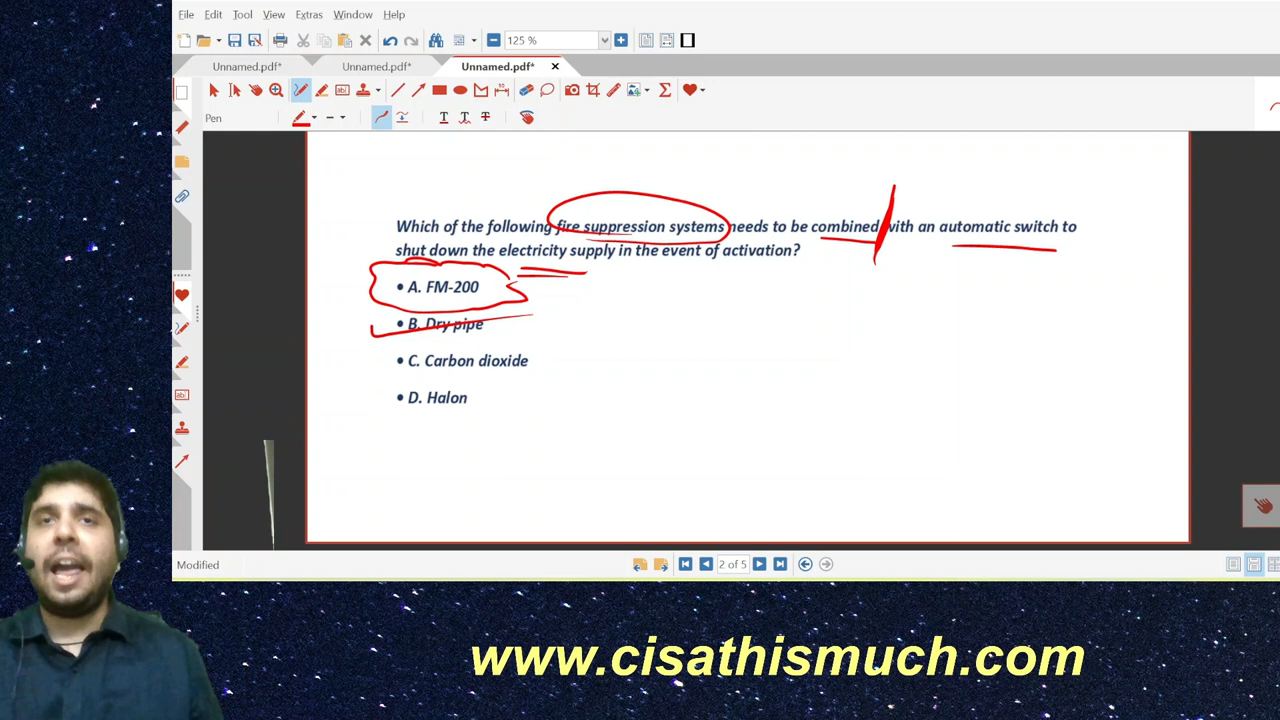 File Edit Tool View Extras Window Help
125 %
Unnamed.pdf* Unnamed.pdf* Unnamed.pdf*
Pen
Which of the following fire suppression systems needs to be combined with an automatic switch to
shut down the electricity supply in the event of activation?
• A. FM-200
• B. Dry pipe
• C. Carbon dioxide
• D. Halon
Modified
2 of 5
www.cisathismuch.com